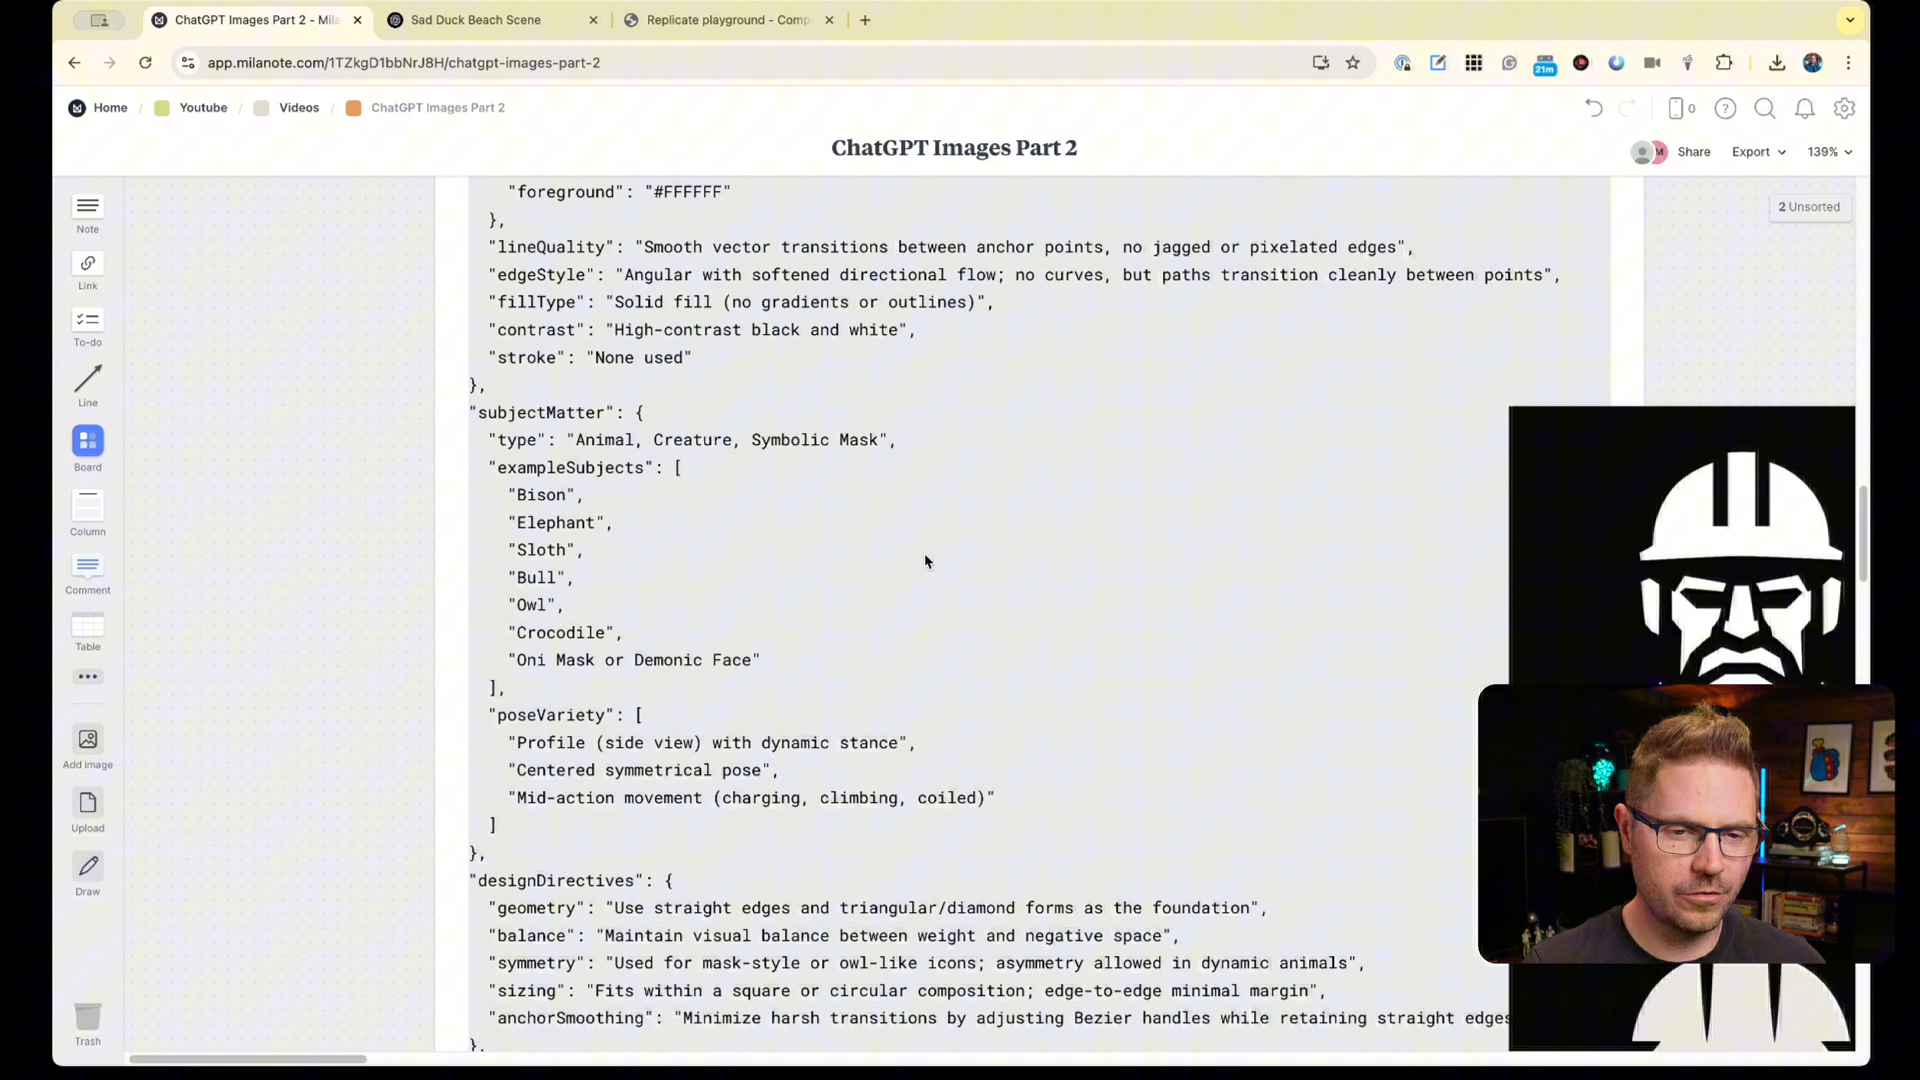 ChatGPT Images Part 2 - Mila
Sad Duck Beach Scene
Replicate playground - Comp
app.milanote.com/1TZkgD1bbNrJ8H/chatgpt-images-part-2
21m
Home / Youtube / Videos / ChatGPT Images Part 2
0
ChatGPT Images Part 2
M Share Export 139%
2 Unsorted
Note
Link
To-do
Line
Board
Column
Comment
Table
Add image
Upload
Draw
Trash
"foreground": "#FFFFFF"
},
"lineQuality": "Smooth vector transitions between anchor points, no jagged or pixelated edges",
"edgeStyle": "Angular with softened directional flow; no curves, but paths transition cleanly between points",
"fillType": "Solid fill (no gradients or outlines)",
"contrast": "High-contrast black and white",
"stroke": "None used"
},
"subjectMatter": {
"type": "Animal, Creature, Symbolic Mask",
"exampleSubjects": [
"Bison",
"Elephant",
"Sloth",
"Bull",
"Owl",
"Crocodile",
"Oni Mask or Demonic Face"
],
"poseVariety": [
"Profile (side view) with dynamic stance",
"Centered symmetrical pose",
"Mid-action movement (charging, climbing, coiled)"
]
},
"designDirectives": {
"geometry": "Use straight edges and triangular/diamond forms as the foundation",
"balance": "Maintain visual balance between weight and negative space",
"symmetry": "Used for mask-style or owl-like icons; asymmetry allowed in dynamic animals",
"sizing": "Fits within a square or circular composition; edge-to-edge minimal margin",
"anchorSmoothing": "Minimize harsh transitions by adjusting Bezier handles while retaining straight edges
},